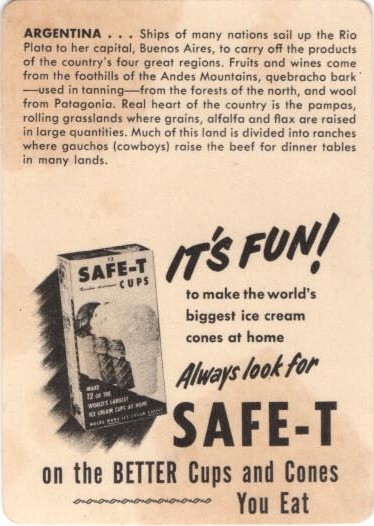 ARGENTINA . . . Ships of many nations sail up the Rio
Plata to her capital, Buenos Aires, to carry off the products
of the country's four great regions. Fruits and wines come
from the foothills of the Andes Mountains, quebracho bark
—used in tanning—from the forests of the north, and wool
from Patagonia. Real heart of the country is the pampas,
rolling grasslands where grains, alfalfa and flax are raised
in large quantities. Much of this land is divided into ranches
where gauchos (cowboys) raise the beef for dinner tables
in many lands.
IT'S FUN!
to make the world's
biggest ice cream
cones at home
Always look for
SAFE-T
on the BETTER Cups and Cones
You Eat
12
SAFE-T
CUPS
MAKE
12 OF THE
WORLD'S LARGEST
ICE CREAM CUPS AT HOME